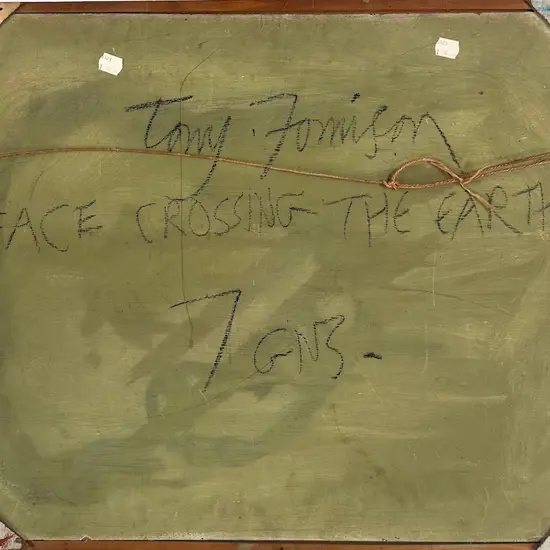 Tony. Fomison
FACE CROSSING THE EARTH
7 GNS-